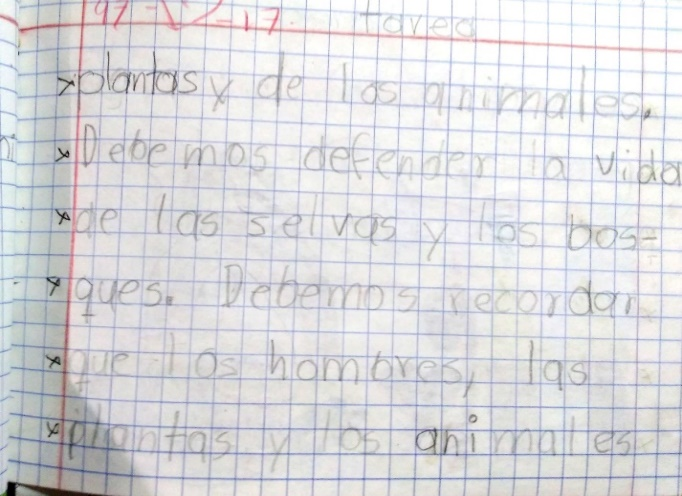 tarea
plantas y de los animales.
Debemos defender la vida
de las selvas y los bos-
ques. Debemos recordar
que los hombres, las
plantas y los animales